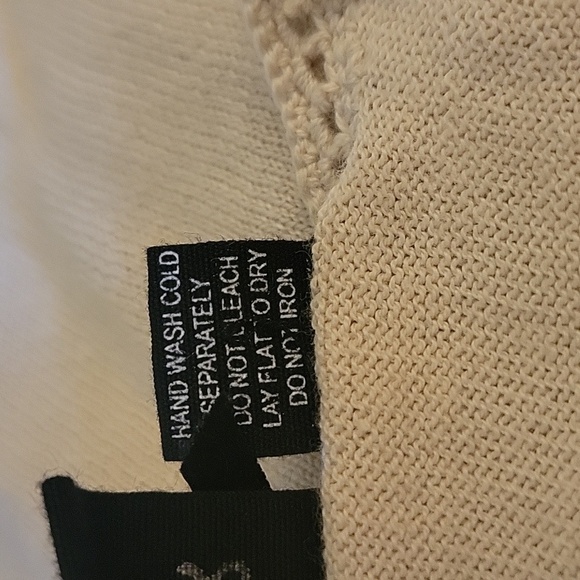 HAND WASH COLD
SEPARATELY
DO NOT BLEACH
LAY FLAT TO DRY
DO NOT IRON